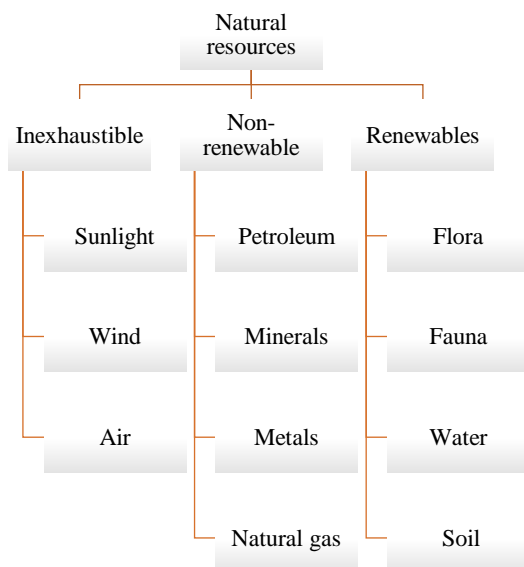 Natural
resources
Inexhaustible
Non-
renewable
Renewables
Sunlight
Petroleum
Flora
Wind
Minerals
Fauna
Air
Metals
Water
Natural gas
Soil